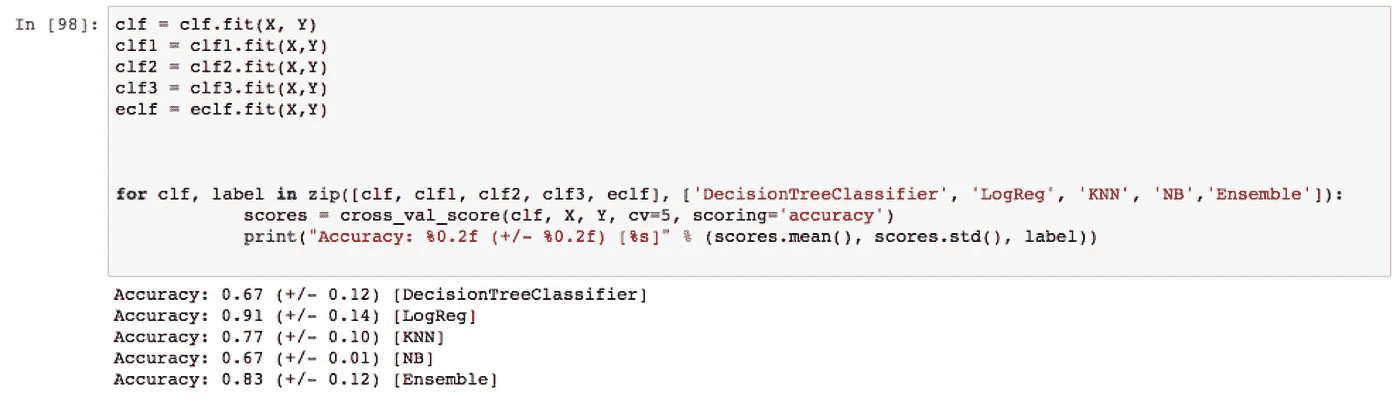 In [98]: clf = clf.fit(X, Y)
clf1 = clf1.fit(X,Y)
clf2 = clf2.fit(X,Y)
clf3 = clf3.fit(X,Y)
eclf = eclf.fit(X,Y)
for clf, label in zip([clf, clf1, clf2, clf3, eclf], ['DecisionTreeClassifier', 'LogReg', 'KNN', 'NB','Ensemble']):
scores = cross_val_score(clf, X, Y, cv=5, scoring='accuracy')
print("Accuracy: %0.2f (+/- %0.2f) [%s]" % (scores.mean(), scores.std(), label))
Accuracy: 0.67 (+/- 0.12) [DecisionTreeClassifier]
Accuracy: 0.91 (+/- 0.14) [LogReg]
Accuracy: 0.77 (+/- 0.10) [KNN]
Accuracy: 0.67 (+/- 0.01) [NB]
Accuracy: 0.83 (+/- 0.12) [Ensemble]